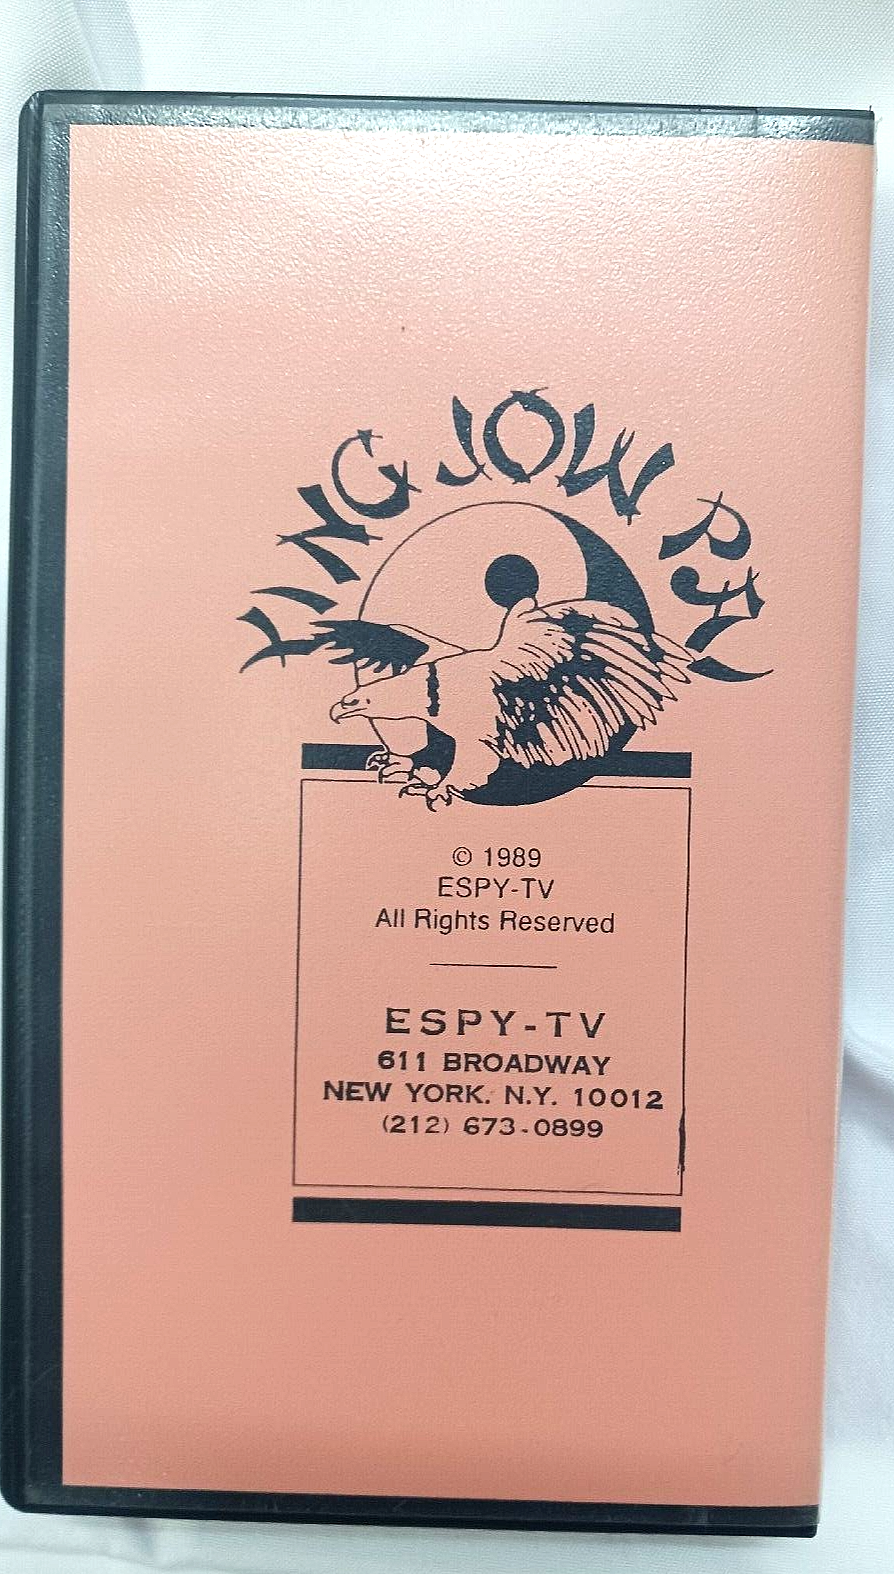 YING JOW PAI
© 1989
ESPY-TV
All Rights Reserved
ESPY-TV
611 BROADWAY
NEW YORK. N.Y. 10012
(212) 673-0899